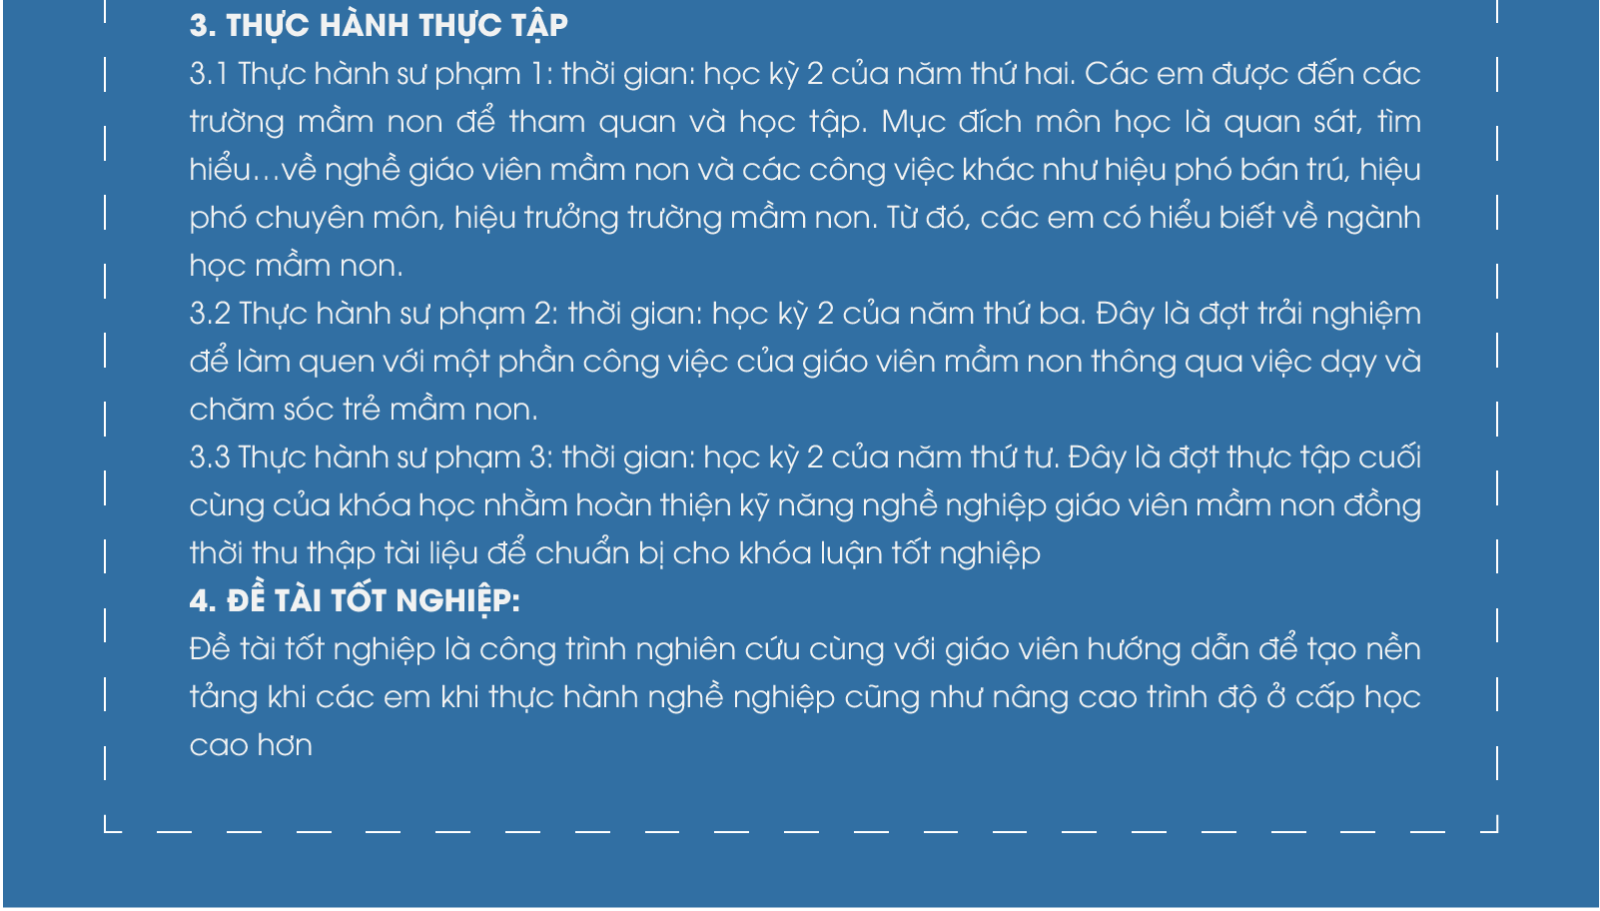 3. THỰC HÀNH THỰC TẬP
3.1 Thực hành sư phạm 1: thời gian: học kỳ 2 của năm thứ hai. Các em được đến các
trường mầm non để tham quan và học tập. Mục đích môn học là quan sát, tìm
hiểu...về nghề giáo viên mầm non và các công việc khác như hiệu phó bán trú, hiệu
phó chuyên môn, hiệu trưởng trường mầm non. Từ đó, các em có hiểu biết về ngành
học mầm non.
3.2 Thực hành sư phạm 2: thời gian: học kỳ 2 của năm thứ ba. Đây là đợt trải nghiệm
để làm quen với một phần công việc của giáo viên mầm non thông qua việc dạy và
chăm sóc trẻ mầm non.
3.3 Thực hành sư phạm 3: thời gian: học kỳ 2 của năm thứ tư. Đây là đợt thực tập cuối
cùng của khóa học nhằm hoàn thiện kỹ năng nghề nghiệp giáo viên mầm non đồng
thời thu thập tài liệu để chuẩn bị cho khóa luận tốt nghiệp
4. ĐỀ TÀI TỐT NGHIỆP:
Đề tài tốt nghiệp là công trình nghiên cứu cùng với giáo viên hướng dẫn để tạo nền
tảng khi các em khi thực hành nghề nghiệp cũng như nâng cao trình độ ở cấp học
cao hơn